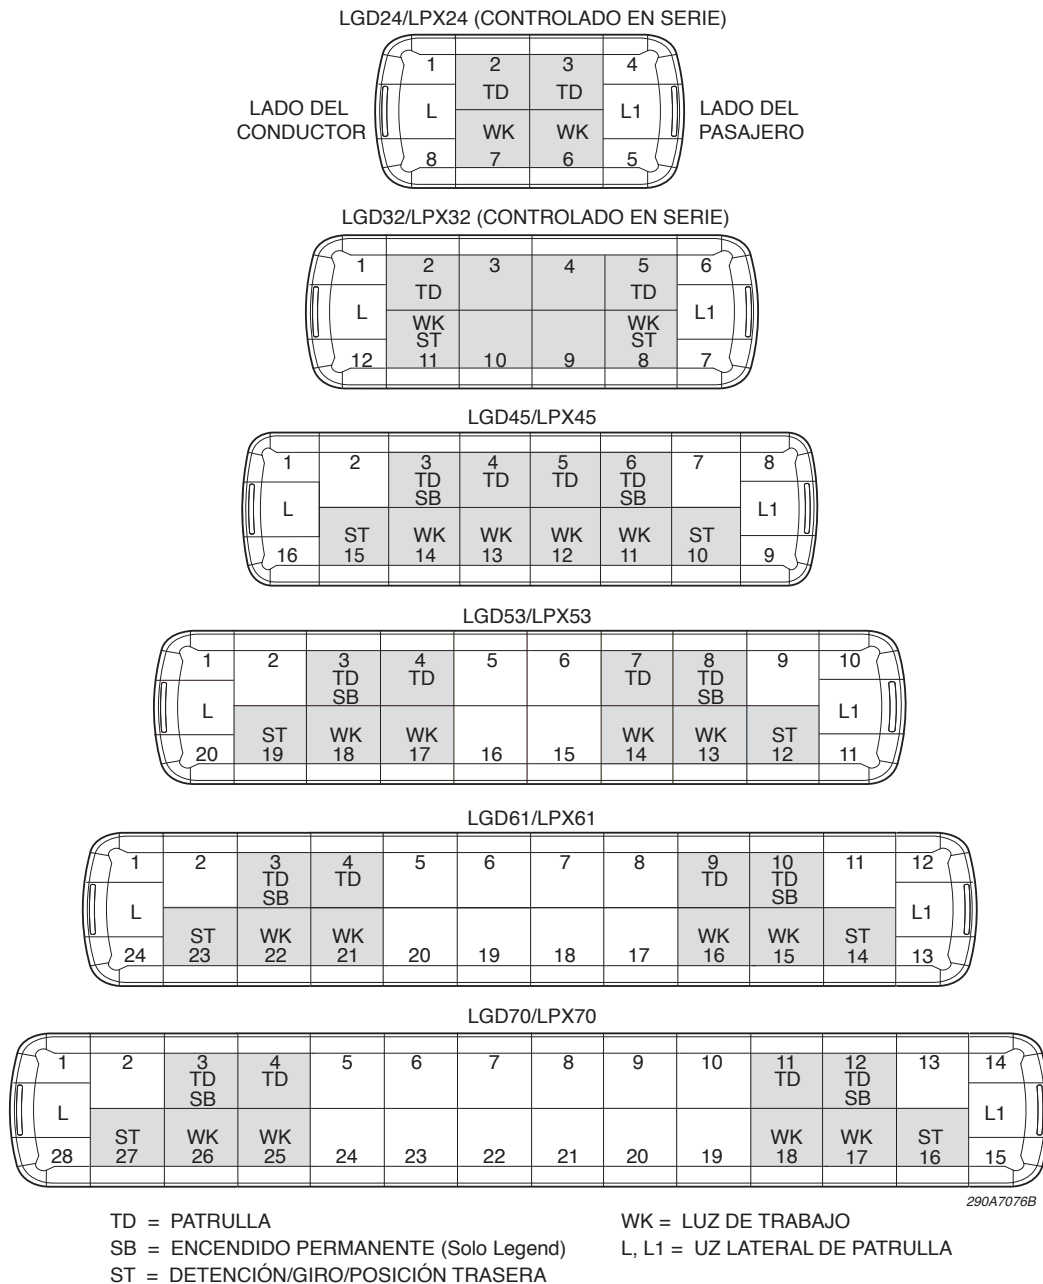 LGD24/LPX24 (CONTROLADO EN SERIE)
1 2 3 4
TD TD
LADO DEL CONDUCTOR
L L1
LADO DEL PASAJERO
WK WK
8 7 6 5
LGD32/LPX32 (CONTROLADO EN SERIE)
1 2 3 4 5 6
TD TD
L L1
WK WK
ST ST
12 11 10 9 8 7
LGD45/LPX45
1 2 3 4 5 6 7 8
TD TD TD TD
SB SB
L L1
ST WK WK WK WK ST
16 15 14 13 12 11 10 9
LGD53/LPX53
1 2 3 4 5 6 7 8 9 10
TD TD TD TD
SB SB
L L1
ST WK WK WK WK ST
20 19 18 17 16 15 14 13 12 11
LGD61/LPX61
1 2 3 4 5 6 7 8 9 10 11 12
TD TD TD TD
SB SB
L L1
ST WK WK WK WK ST
24 23 22 21 20 19 18 17 16 15 14 13
LGD70/LPX70
1 2 3 4 5 6 7 8 9 10 11 12 13 14
TD TD TD TD
SB SB
L L1
ST WK WK WK WK ST
28 27 26 25 24 23 22 21 20 19 18 17 16 15
290A7076B
TD = PATRULLA
SB = ENCENDIDO PERMANENTE (Solo Legend)
ST = DETENCIÓN/GIRO/POSICIÓN TRASERA
WK = LUZ DE TRABAJO
L, L1 = UZ LATERAL DE PATRULLA